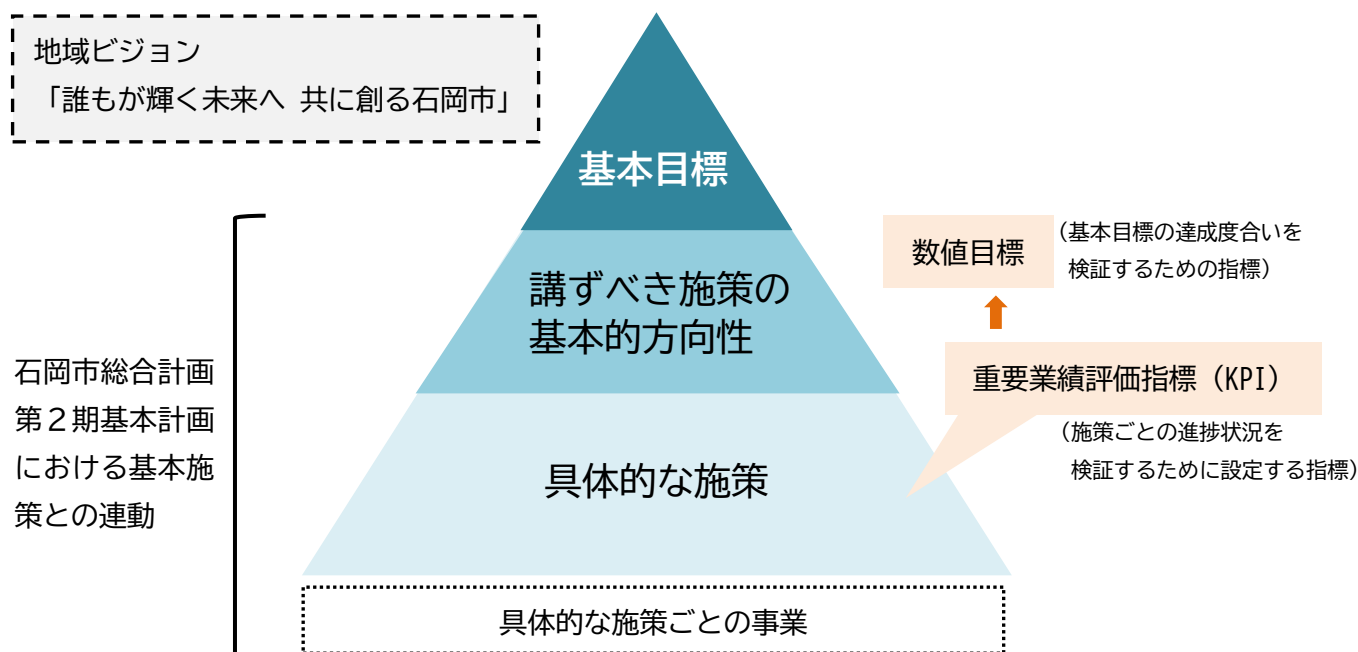 地域ビジョン
「誰もが輝く未来へ 共に創る石岡市」
基本目標
講ずべき施策の
基本的方向性
具体的な施策
具体的な施策ごとの事業
石岡市総合計画
第２期基本計画
における基本施
策との連動
数値目標
（基本目標の達成度合いを
検証するための指標）
重要業績評価指標（KPI）
（施策ごとの進捗状況を
検証するために設定する指標）